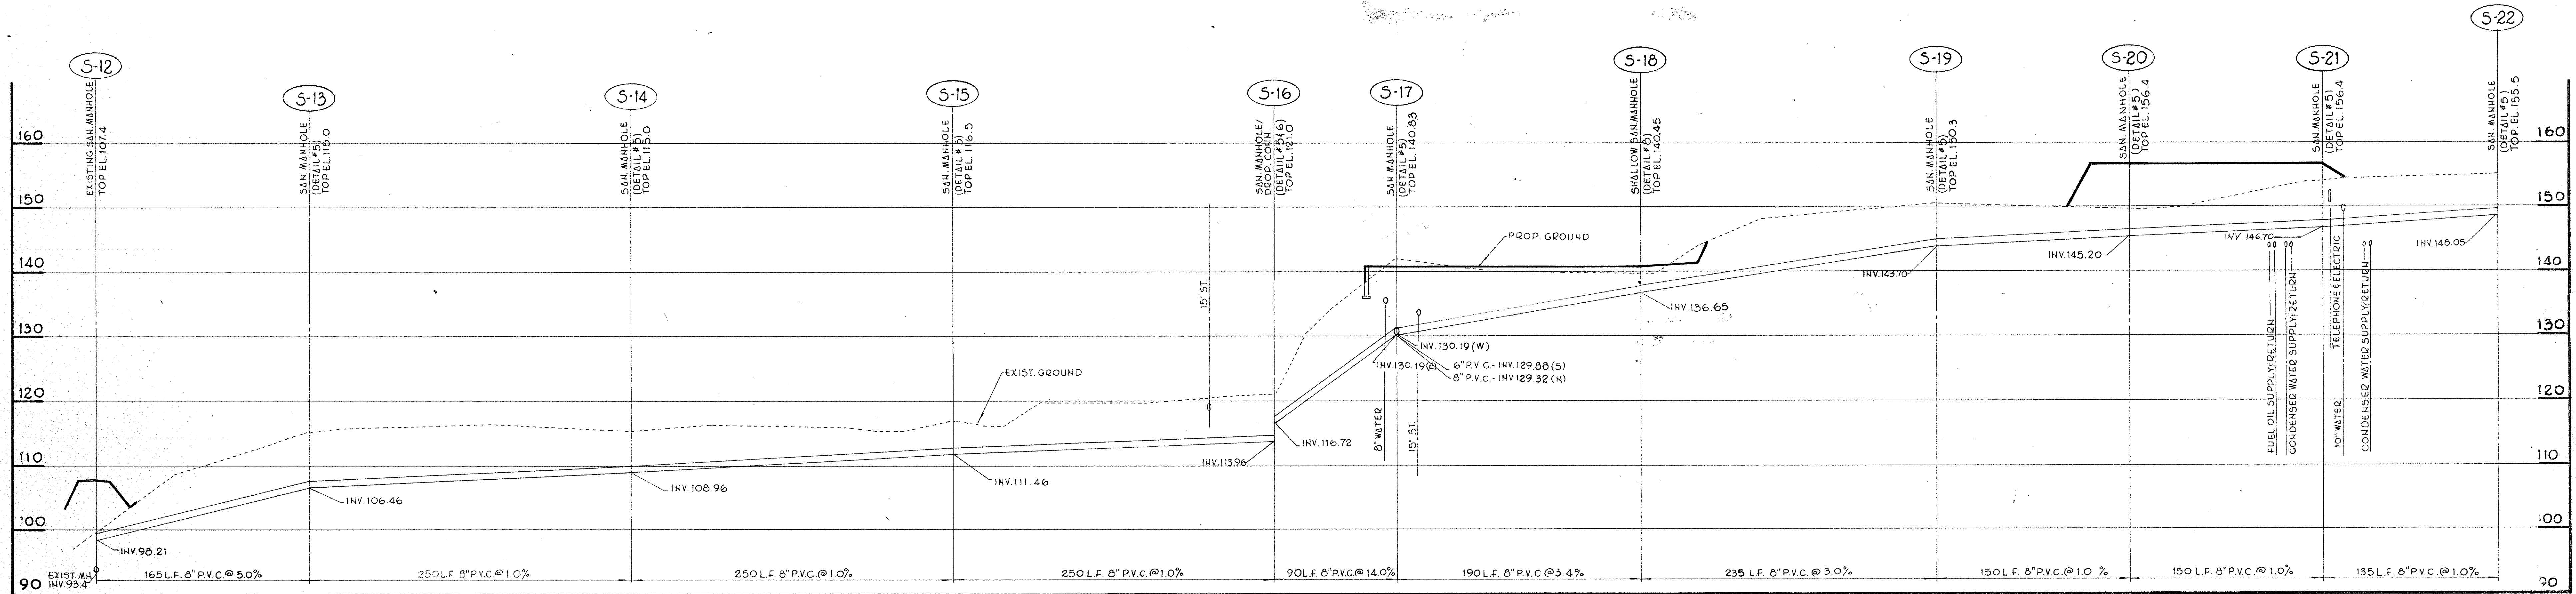 S-12
EXISTING SAN. MANHOLE
TOP EL. 107.4
S-13
SAN. MANHOLE
(DETAIL #5)
TOP EL. 115.0
S-14
SAN. MANHOLE
(DETAIL #5)
TOP EL. 115.0
S-15
SAN. MANHOLE
(DETAIL #5)
TOP EL. 116.5
S-16
SAN. MANHOLE/
DROP. CONN.
(DETAIL #5&6)
TOP EL. 121.0
S-17
SAN. MANHOLE
(DETAIL #5)
TOP EL. 140.83
S-18
SHALLOW SAN. MANHOLE
(DETAIL #8)
TOP EL. 140.45
S-19
SAN. MANHOLE
(DETAIL #5)
TOP EL. 150.3
S-20
SAN. MANHOLE
(DETAIL #5)
TOP EL. 156.4
S-21
SAN. MANHOLE
(DETAIL #5)
TOP EL. 156.4
S-22
SAN. MANHOLE
(DETAIL #5)
TOP EL. 155.5
160
150
140
130
120
110
100
90
160
150
140
130
120
110
100
90
EXIST. GROUND
PROP. GROUND
15" ST.
8" WATER
15" ST.
FUEL OIL SUPPLY/RETURN
CONDENSER WATER SUPPLY/RETURN
TELEPHONE & ELECTRIC
10" WATER
CONDENSER WATER SUPPLY/RETURN
EXIST. MH
INV. 93.4
INV. 98.21
INV. 106.46
INV. 108.96
INV. 111.46
INV. 113.96
INV. 116.72
INV. 130.19 (E)
INV. 130.19 (W)
6" P.V.C. - INV. 129.88 (S)
8" P.V.C. - INV 129.32 (N)
INV. 136.65
INV. 143.70
INV. 145.20
INV. 146.70
INV. 148.05
165 L.F. 8" P.V.C. @ 5.0%
250 L.F. 8" P.V.C. @ 1.0%
250 L.F. 8" P.V.C. @ 1.0%
250 L.F. 8" P.V.C. @ 1.0%
90 L.F. 8" P.V.C. @ 14.0%
190 L.F. 8" P.V.C. @ 3.4%
235 L.F. 8" P.V.C. @ 3.0%
150 L.F. 8" P.V.C. @ 1.0 %
150 L.F. 8" P.V.C. @ 1.0%
135 L.F. 8" P.V.C. @ 1.0%